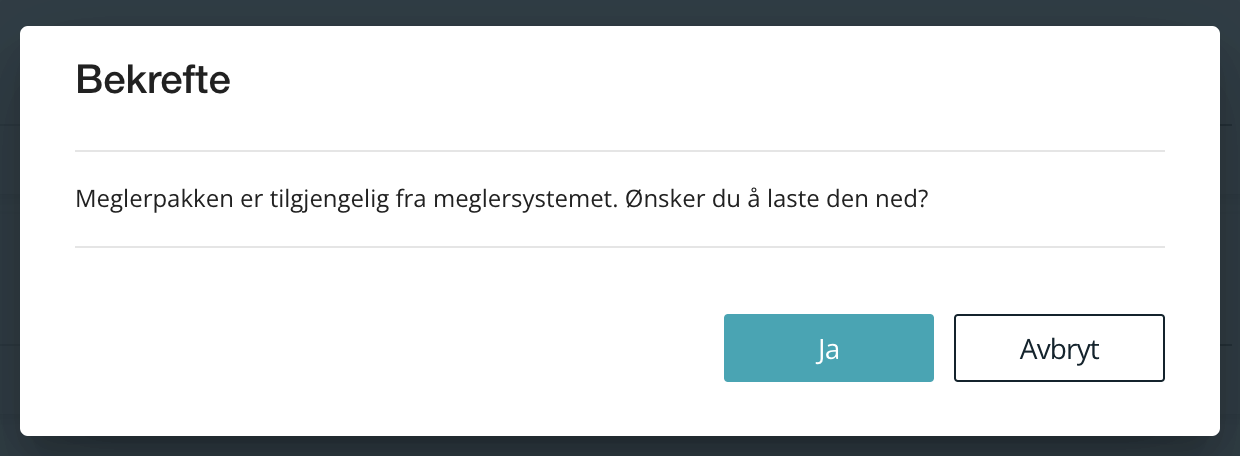 Bekrefte
Meglerpakken er tilgjengelig fra meglersystemet. Ønsker du å laste den ned?
Ja
Avbryt